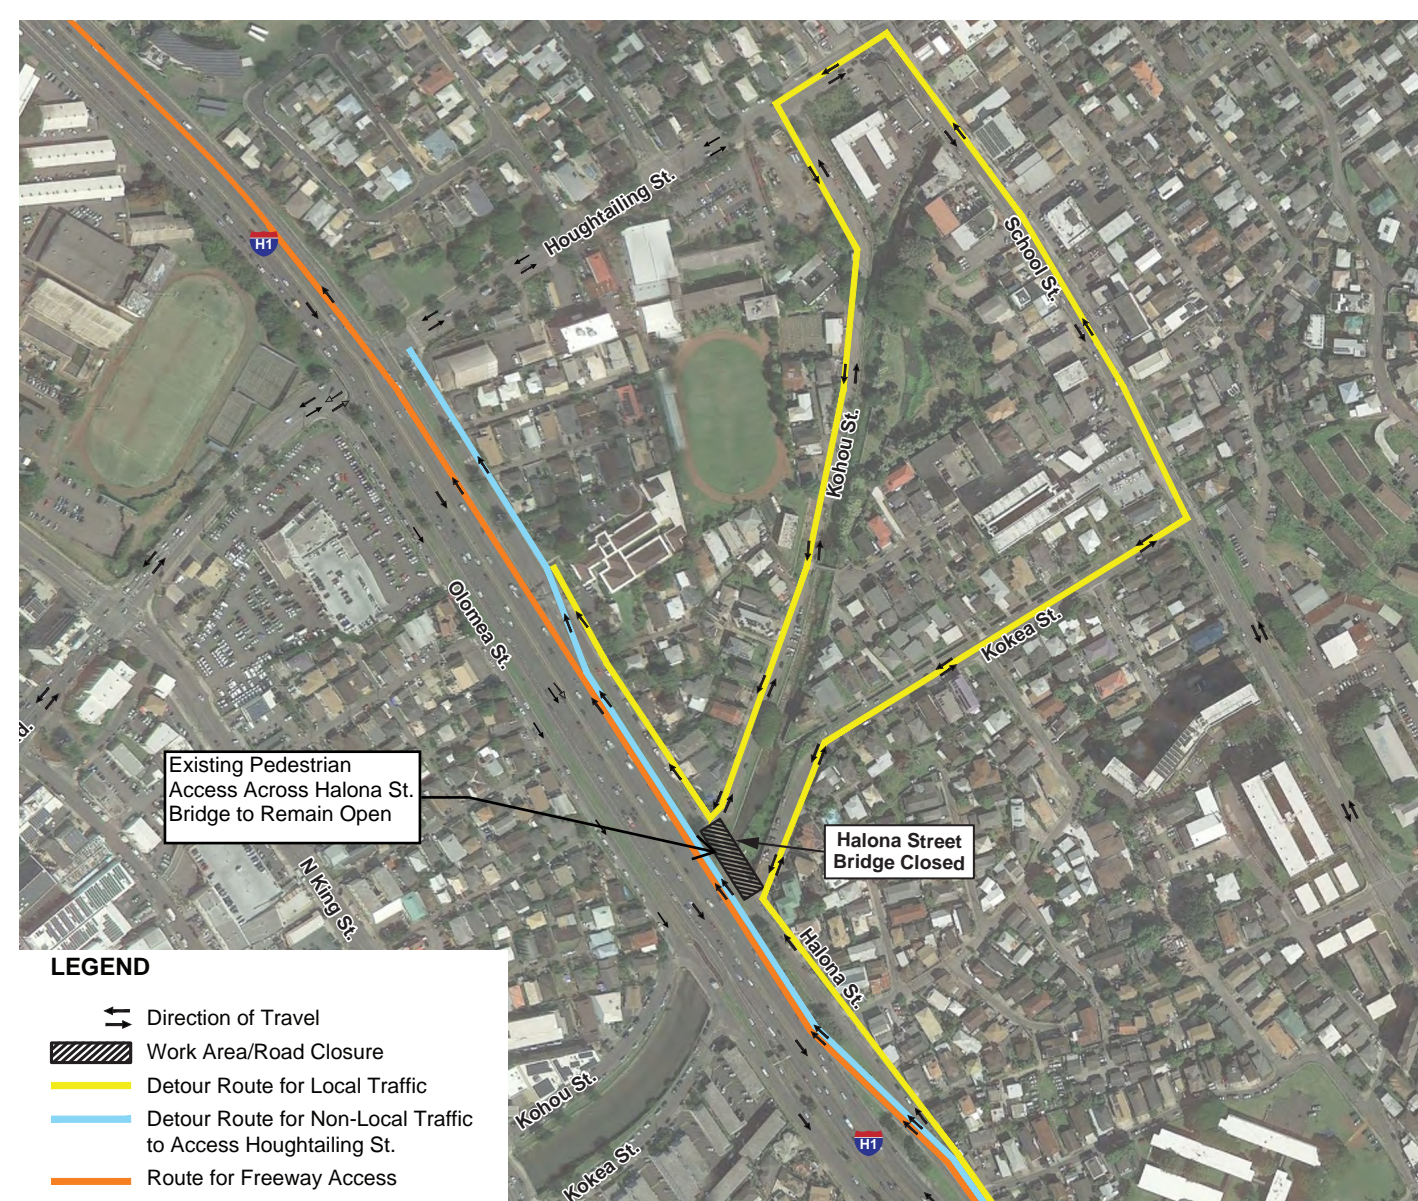 Houghtailing St.
H1
School St.
Kohou St.
Olomea St.
Kokea St.
d.
Existing Pedestrian
Access Across Halona St.
Bridge to Remain Open
Halona Street
Bridge Closed
N King St.
Halona St.
LEGEND
Direction of Travel
Work Area/Road Closure
Detour Route for Local Traffic
Detour Route for Non-Local Traffic
to Access Houghtailing St.
Route for Freeway Access
Kohou St.
H1
Kokea St.